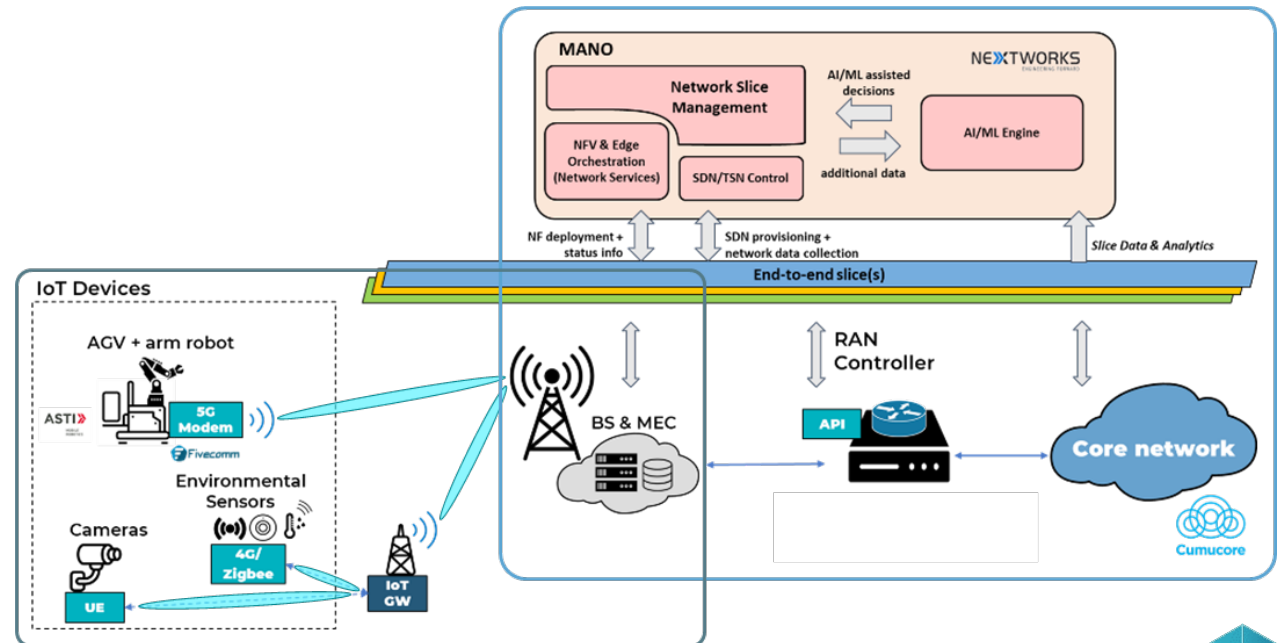 MANO
NEXTWORKS
ENGINEERING FORWARD
Network Slice
Management
AI/ML assisted
decisions
AI/ML Engine
NFV & Edge
Orchestration
(Network Services)
SDN/TSN Control
additional data
NF deployment +
status info
SDN provisioning +
network data collection
Slice Data & Analytics
End-to-end slice(s)
IoT Devices
AGV + arm robot
ASTI
MOBILE
ROBOTICS
5G
Modem
Fivecomm
Environmental
Sensors
4G/
Zigbee
Cameras
UE
IoT
GW
BS & MEC
RAN
Controller
API
Core network
Cumucore